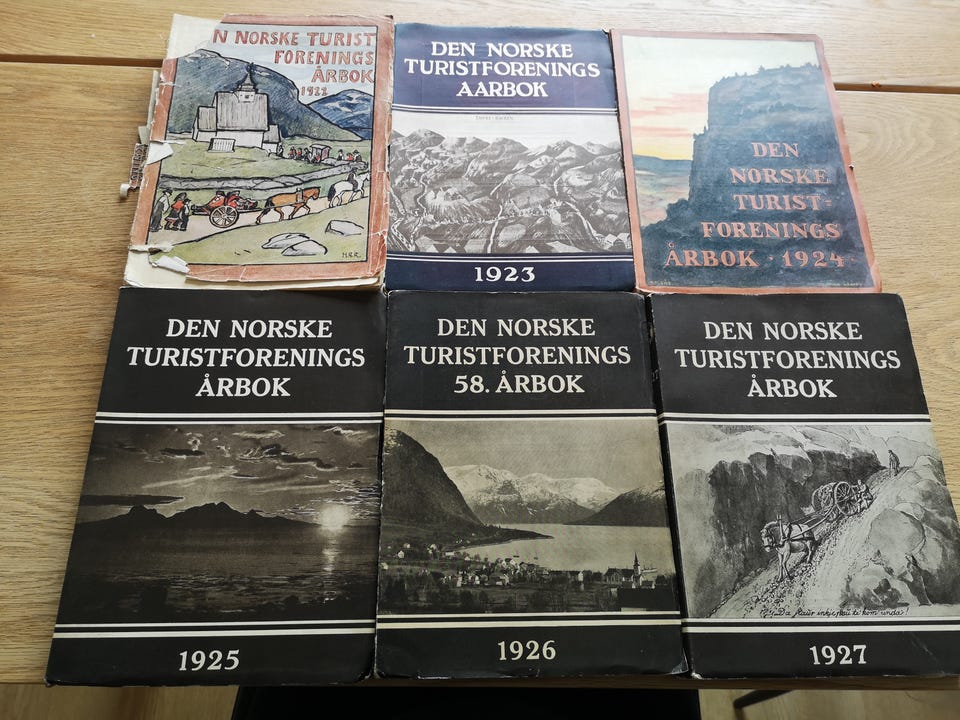 N NORSKE TURIST
FORENINGS
ÅRBOK
1922
M.R.R.
DEN NORSKE
TURISTFORENINGS
AARBOK
1923
DEN
NORSKE
TURIST-
FORENINGS
ÅRBOK · 1924
DEN NORSKE
TURISTFORENINGS
ÅRBOK
1925
DEN NORSKE
TURISTFORENINGS
58. ÅRBOK
1926
DEN NORSKE
TURISTFORENINGS
ÅRBOK
1927